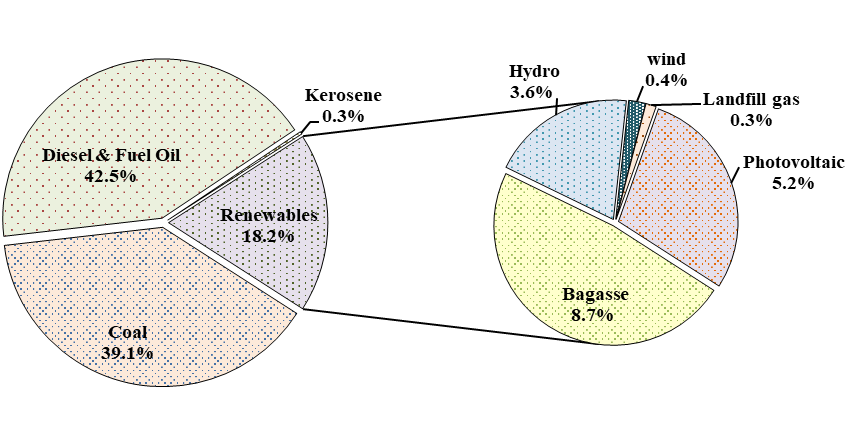 Kerosene
0.3%
Diesel & Fuel Oil
42.5%
Renewables
18.2%
Coal
39.1%
Hydro
3.6%
wind
0.4%
Landfill gas
0.3%
Photovoltaic
5.2%
Bagasse
8.7%